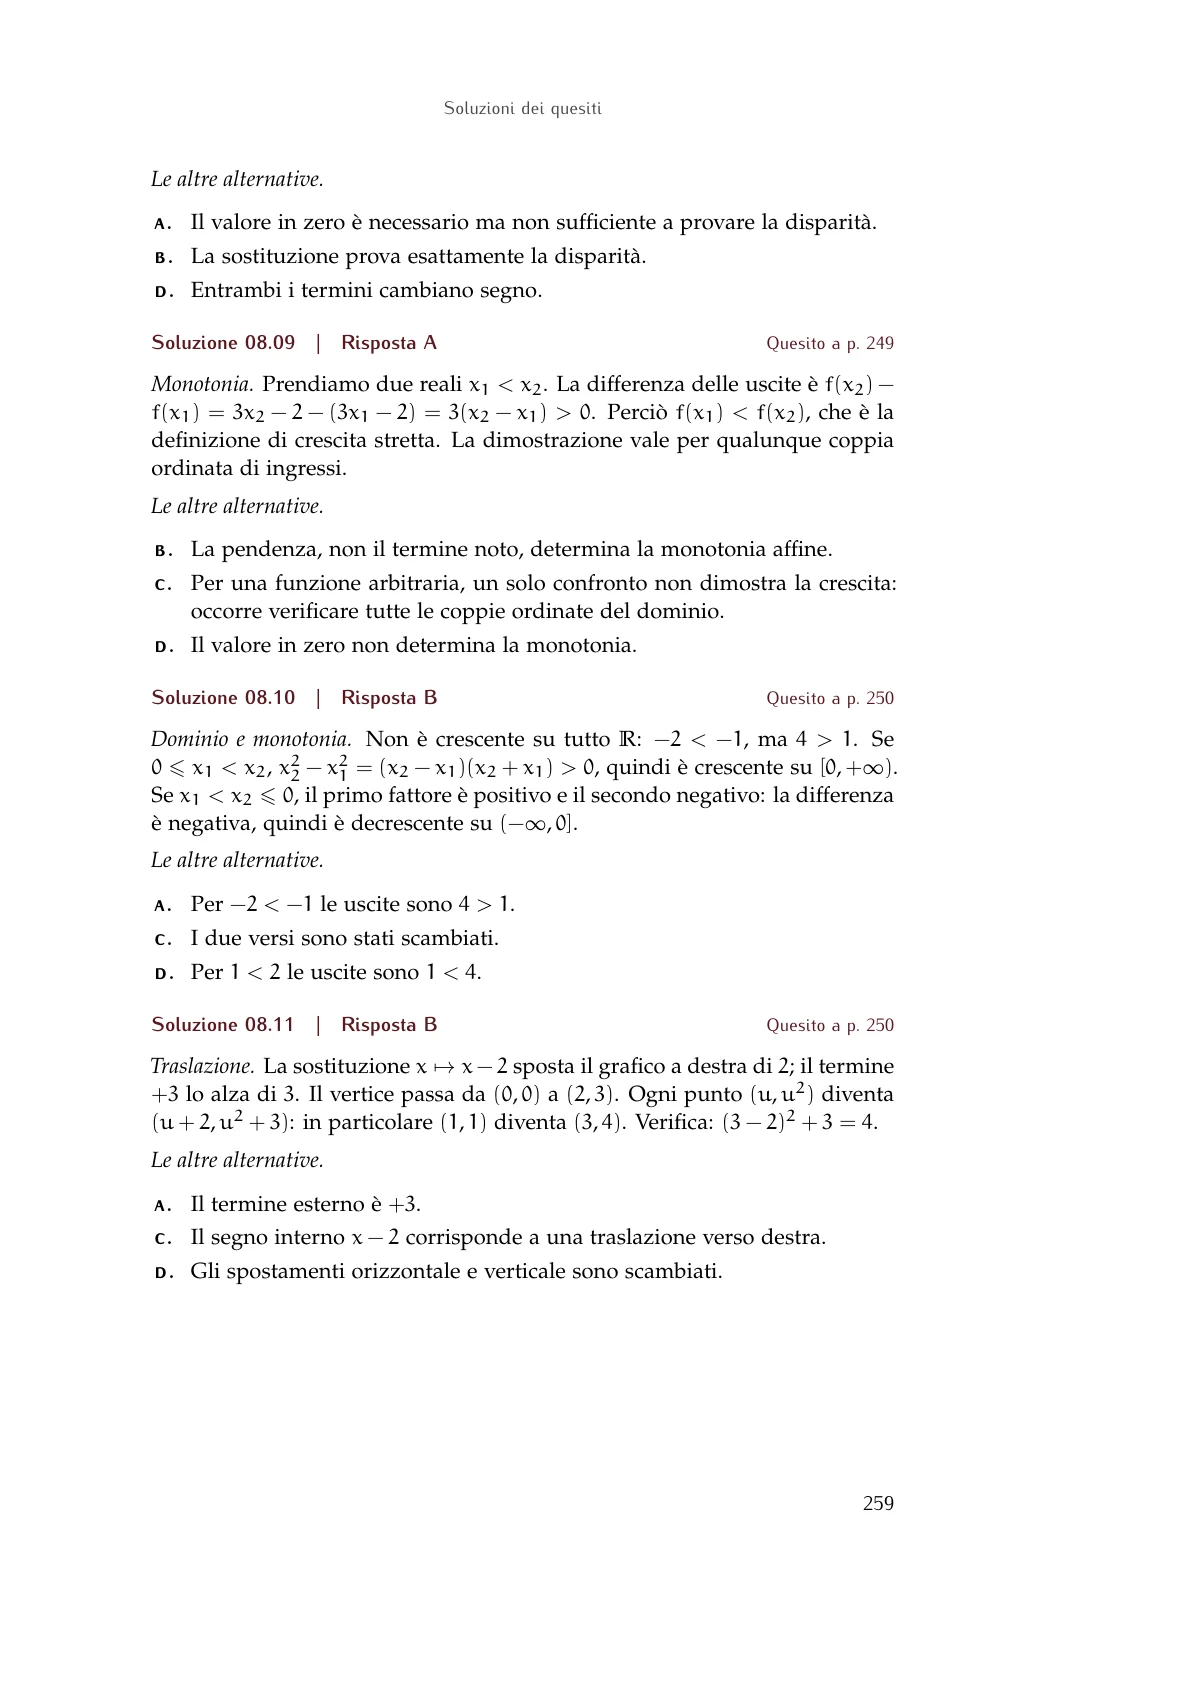 Soluzioni dei quesiti
Le altre alternative.
A. Il valore in zero è necessario ma non sufficiente a provare la disparità.
B. La sostituzione prova esattamente la disparità.
D. Entrambi i termini cambiano segno.
Soluzione 08.09 | Risposta A Quesito a p. 249
Monotonia. Prendiamo due reali x₁ < x₂. La differenza delle uscite è f(x₂) −
f(x₁) = 3x₂ − 2 − (3x₁ − 2) = 3(x₂ − x₁) > 0. Perciò f(x₁) < f(x₂), che è la
definizione di crescita stretta. La dimostrazione vale per qualunque coppia
ordinata di ingressi.
Le altre alternative.
B. La pendenza, non il termine noto, determina la monotonia affine.
C. Per una funzione arbitraria, un solo confronto non dimostra la crescita:
occorre verificare tutte le coppie ordinate del dominio.
D. Il valore in zero non determina la monotonia.
Soluzione 08.10 | Risposta B Quesito a p. 250
Dominio e monotonia. Non è crescente su tutto ℝ: −2 < −1, ma 4 > 1. Se
0 ⩽ x₁ < x₂, x₂² − x₁² = (x₂ − x₁)(x₂ + x₁) > 0, quindi è crescente su [0, +∞).
Se x₁ < x₂ ⩽ 0, il primo fattore è positivo e il secondo negativo: la differenza
è negativa, quindi è decrescente su (−∞, 0].
Le altre alternative.
A. Per −2 < −1 le uscite sono 4 > 1.
C. I due versi sono stati scambiati.
D. Per 1 < 2 le uscite sono 1 < 4.
Soluzione 08.11 | Risposta B Quesito a p. 250
Traslazione. La sostituzione x ↦ x − 2 sposta il grafico a destra di 2; il termine
+3 lo alza di 3. Il vertice passa da (0, 0) a (2, 3). Ogni punto (u, u²) diventa
(u + 2, u² + 3): in particolare (1, 1) diventa (3, 4). Verifica: (3 − 2)² + 3 = 4.
Le altre alternative.
A. Il termine esterno è +3.
C. Il segno interno x − 2 corrisponde a una traslazione verso destra.
D. Gli spostamenti orizzontale e verticale sono scambiati.
259